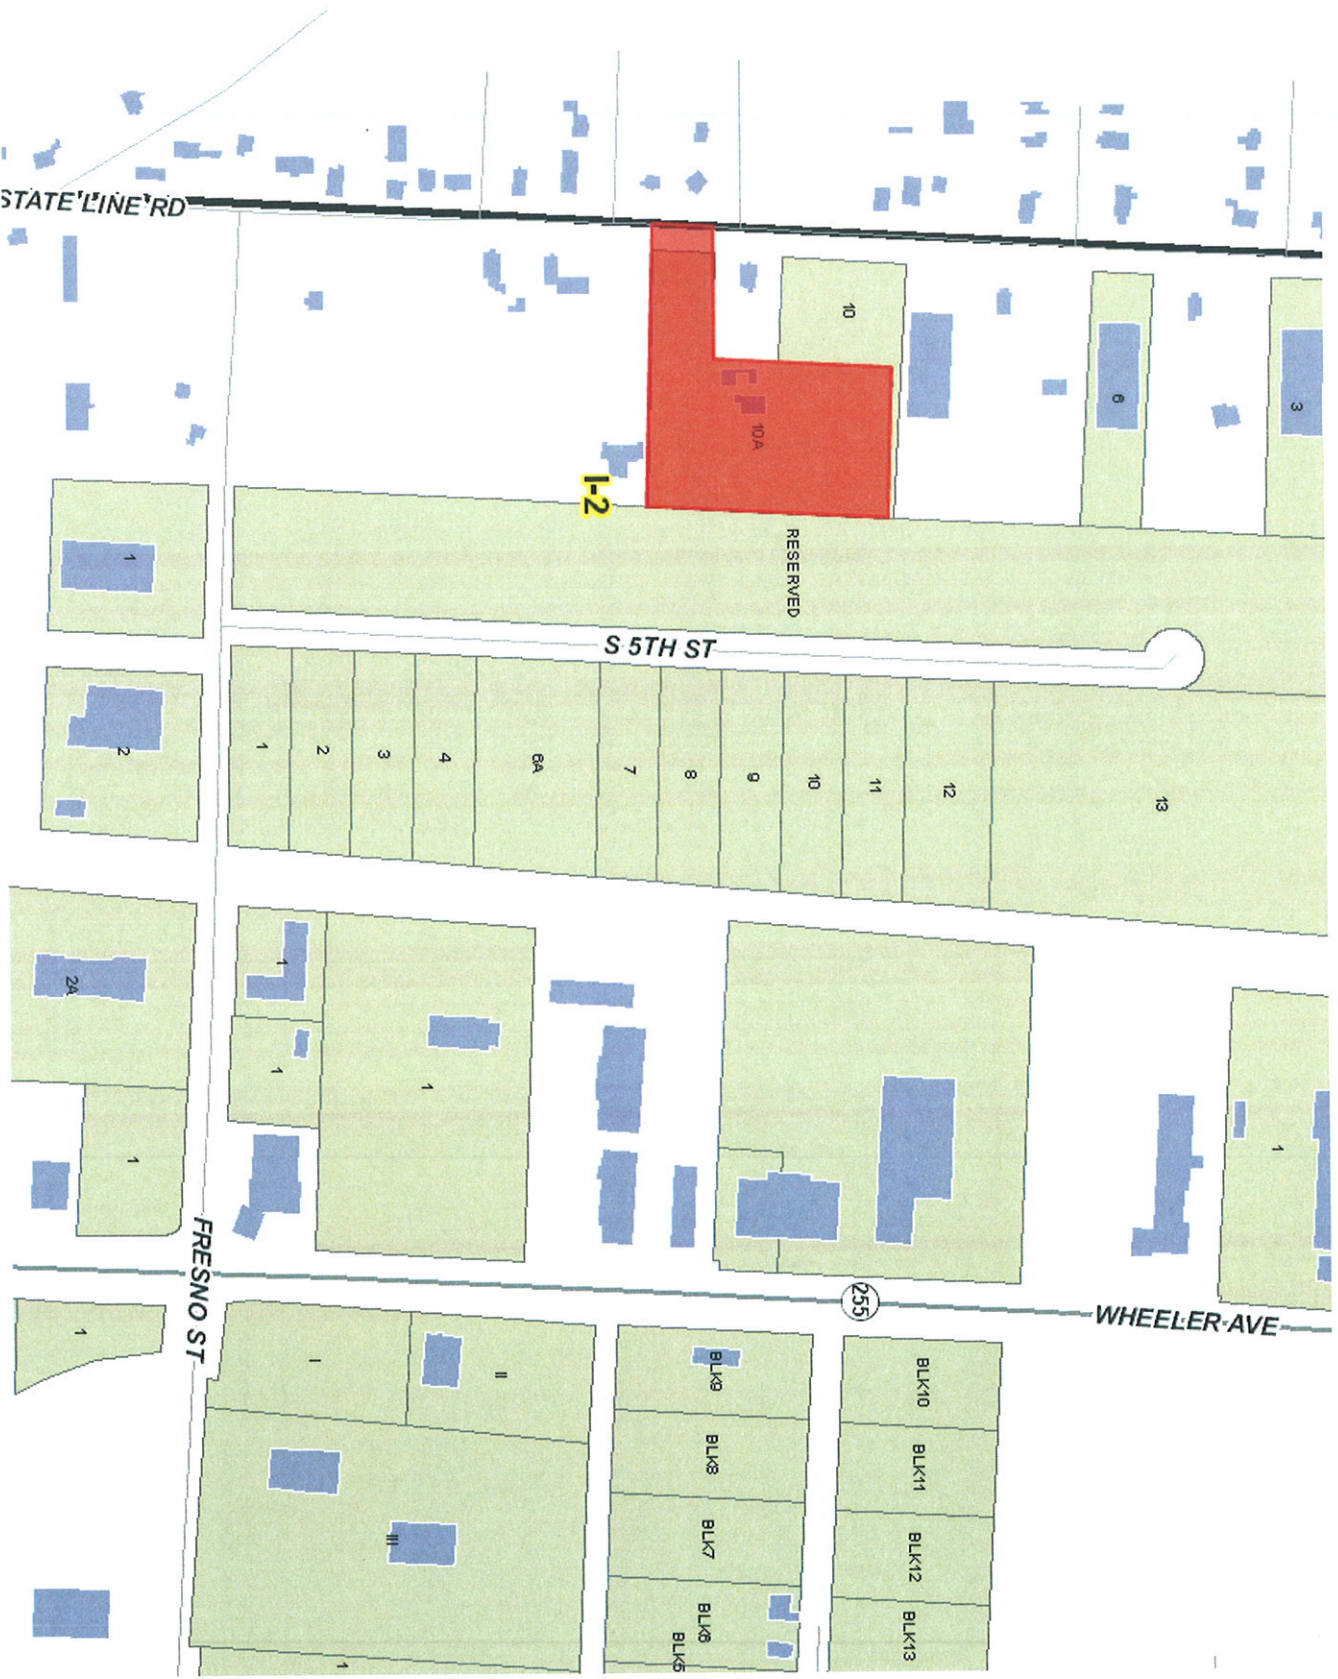 STATE LINE RD
10
6
3
10A
I-2
RESERVED
1
S 5TH ST
1
2
3
4
6A
7
8
9
10
11
12
13
2
1
2A
1
1
1
1
255
WHEELER AVE
FRESNO ST
1
I
II
III
1
BLK9
BLK8
BLK7
BLK6
BLK5
BLK10
BLK11
BLK12
BLK13